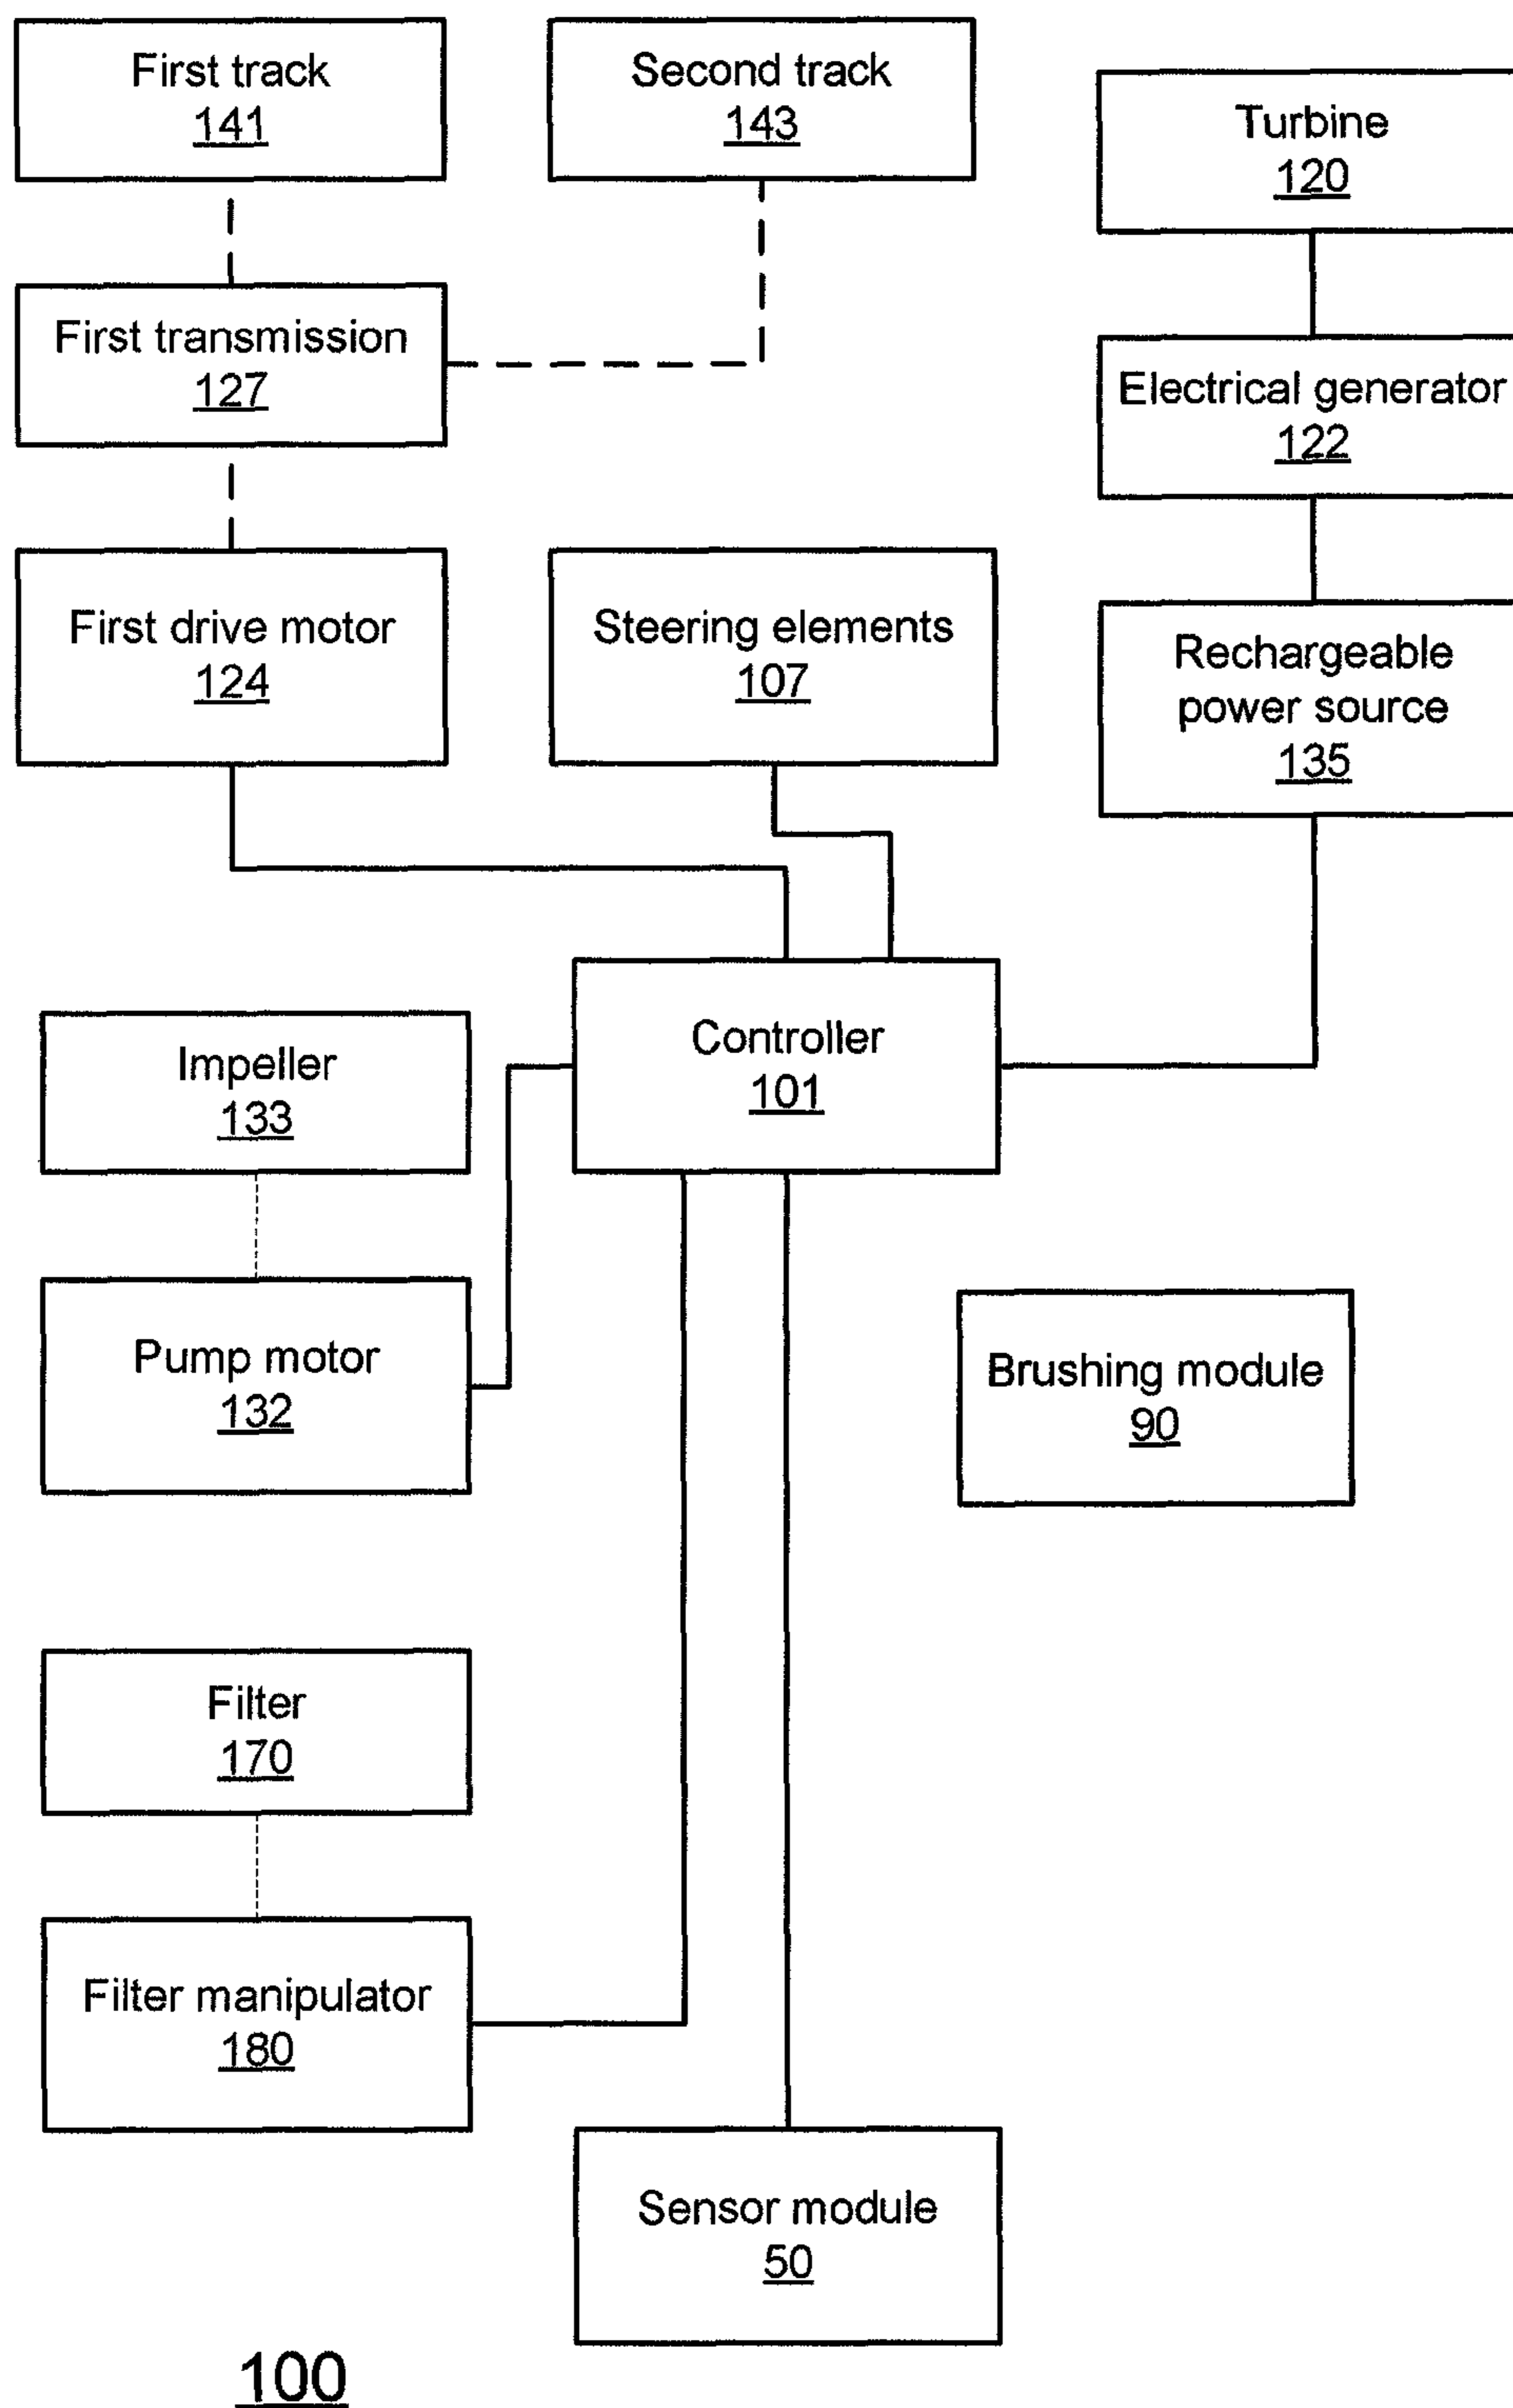 First track
141
Second track
143
Turbine
120
First transmission
127
Electrical generator
122
First drive motor
124
Steering elements
107
Rechargeable
power source
135
Controller
101
Impeller
133
Pump motor
132
Brushing module
90
Filter
170
Filter manipulator
180
Sensor module
50
100